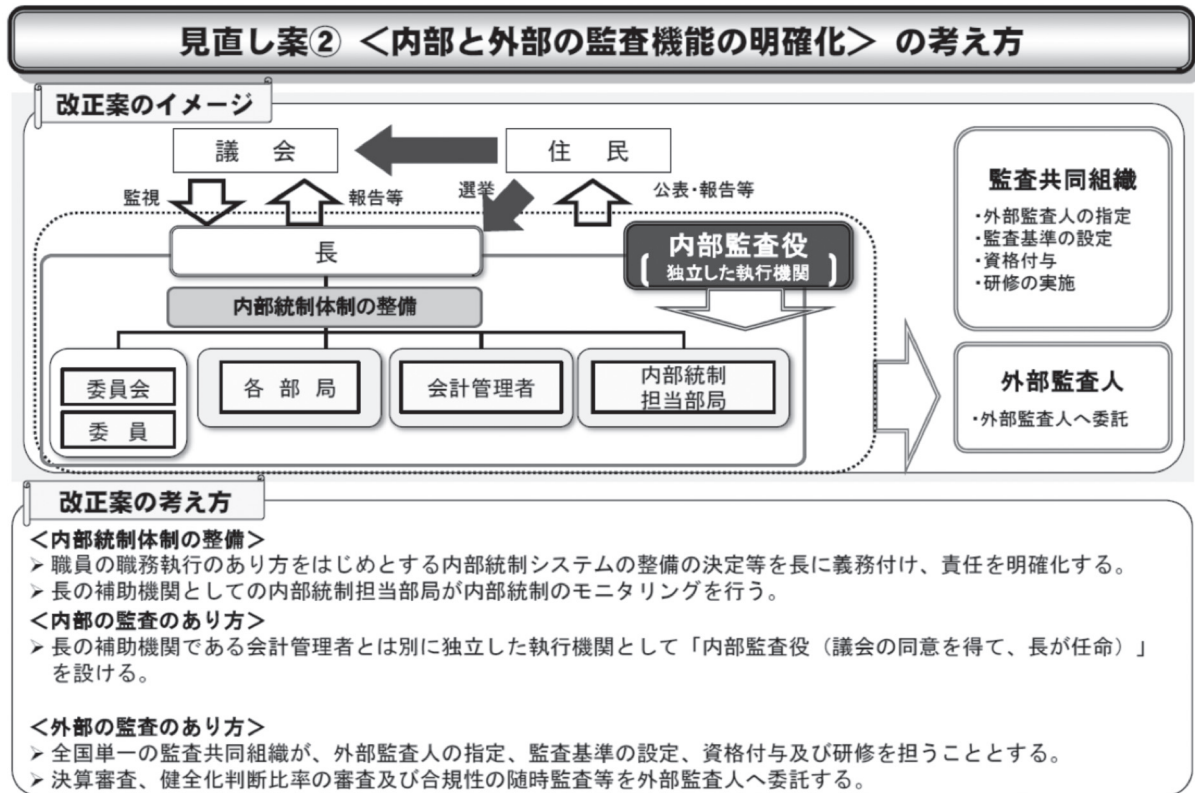 見直し案② <内部と外部の監査機能の明確化> の考え方
改正案のイメージ
議 会
住 民
監視
報告等
選挙
公表・報告等
長
内部監査役
[ 独立した執行機関 ]
内部統制体制の整備
委員会
委 員
各 部 局
会計管理者
内部統制
担当部局
監査共同組織
・外部監査人の指定
・監査基準の設定
・資格付与
・研修の実施
外部監査人
・外部監査人へ委託
改正案の考え方
<内部統制体制の整備>
➢ 職員の職務執行のあり方をはじめとする内部統制システムの整備の決定等を長に義務付け、責任を明確化する。
➢ 長の補助機関としての内部統制担当部局が内部統制のモニタリングを行う。
<内部の監査のあり方>
➢ 長の補助機関である会計管理者とは別に独立した執行機関として「内部監査役（議会の同意を得て、長が任命）」
を設ける。
<外部の監査のあり方>
➢ 全国単一の監査共同組織が、外部監査人の指定、監査基準の設定、資格付与及び研修を担うこととする。
➢ 決算審査、健全化判断比率の審査及び合規性の随時監査等を外部監査人へ委託する。